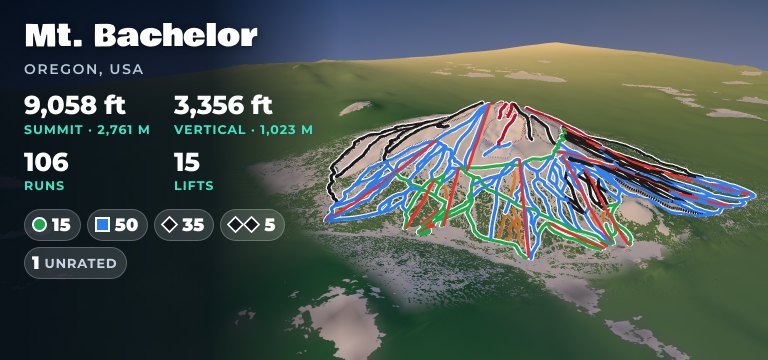 Mt. Bachelor
OREGON, USA
9,058 ft 3,356 ft
SUMMIT · 2,761 M VERTICAL · 1,023 M
106 15
RUNS LIFTS
15 50 35 5
1 UNRATED